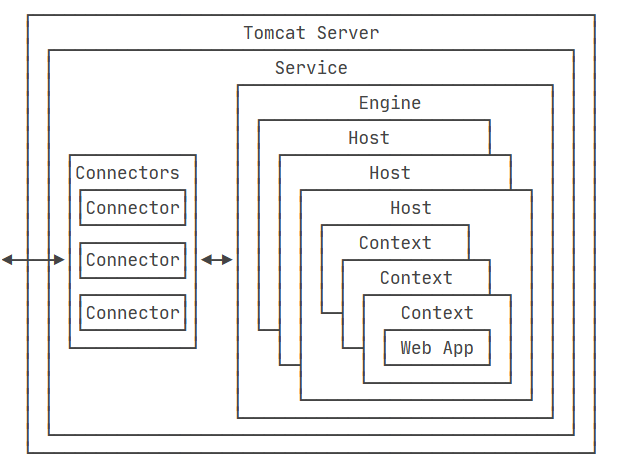 Tomcat Server
Service
Engine
Host
Connectors
Host
Connector
Host
Context
Connector
Context
Connector
Context
Web App